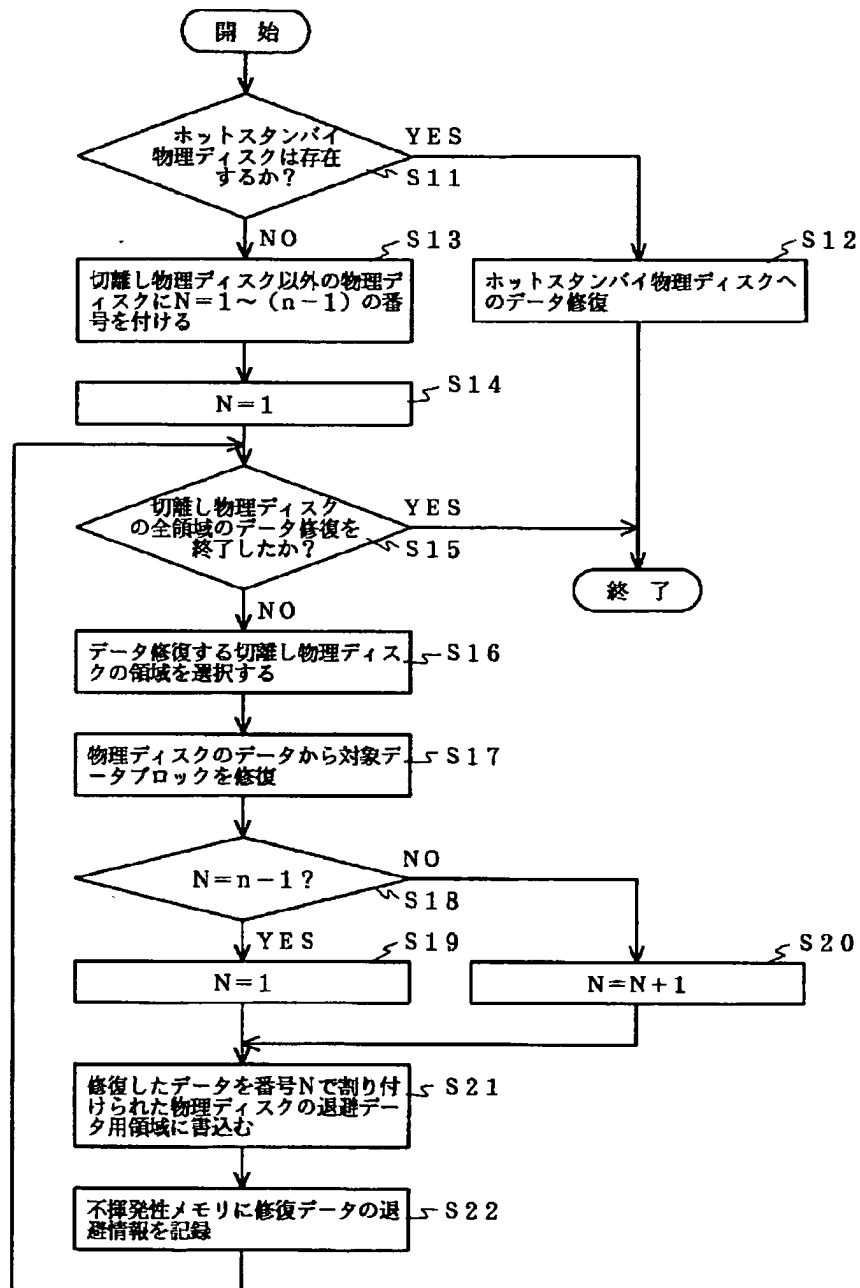 開 始
ホットスタンバイ
物理ディスクは存在
するか?
YES
S11
NO
S13
切離し物理ディスク以外の物理デ
ィスクにN=1~(n-1)の番
号を付ける
S12
ホットスタンバイ物理ディスクへ
のデータ修復
S14
N=1
切離し物理ディスク
の全領域のデータ修復を
終了したか?
YES
S15
終 了
NO
データ修復する切離し物理ディス
クの領域を選択する
S16
物理ディスクのデータから対象デ
ータブロックを修復
S17
N=n-1?
NO
S18
YES
S19
N=1
S20
N=N+1
修復したデータを番号Nで割り付
けられた物理ディスクの退避デー
タ用領域に書込む
S21
不揮発性メモリに修復データの退
避情報を記録
S22